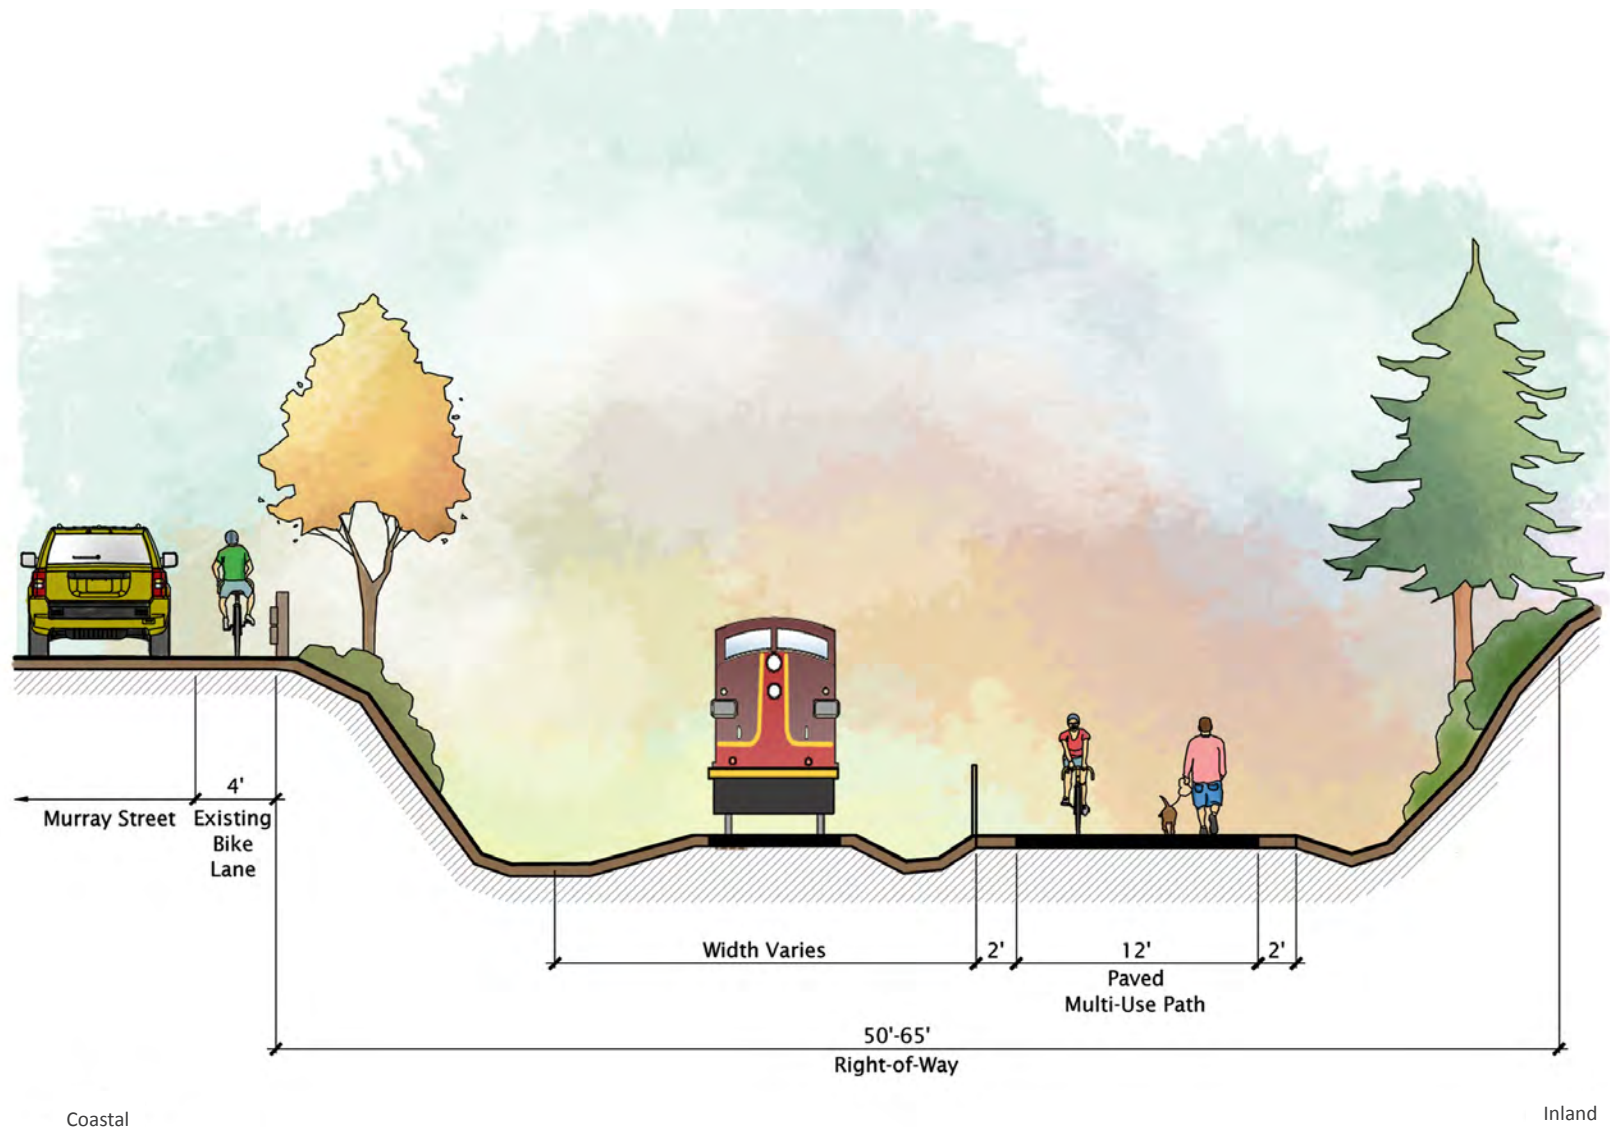 4'
Murray Street
Existing
Bike
Lane
Width Varies
2'
12'
2'
Paved
Multi-Use Path
50'-65'
Right-of-Way
Coastal
Inland